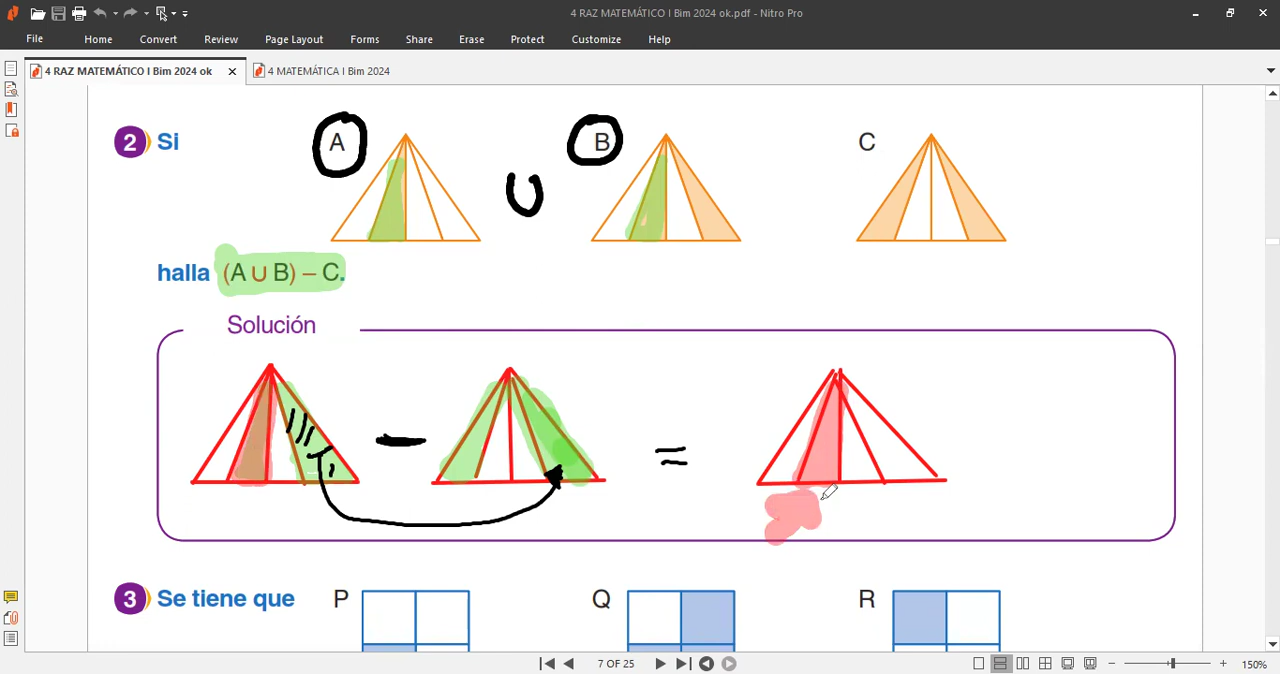 4 RAZ MATEMÁTICO I Bim 2024 ok.pdf - Nitro Pro
File Home Convert Review Page Layout Forms Share Erase Protect Customize Help
4 RAZ MATEMÁTICO I Bim 2024 ok
4 MATEMÁTICA I Bim 2024
2 Si A ∪ B C
halla (A ∪ B) – C.
Solución
− =
3 Se tiene que P Q R
7 OF 25
150%